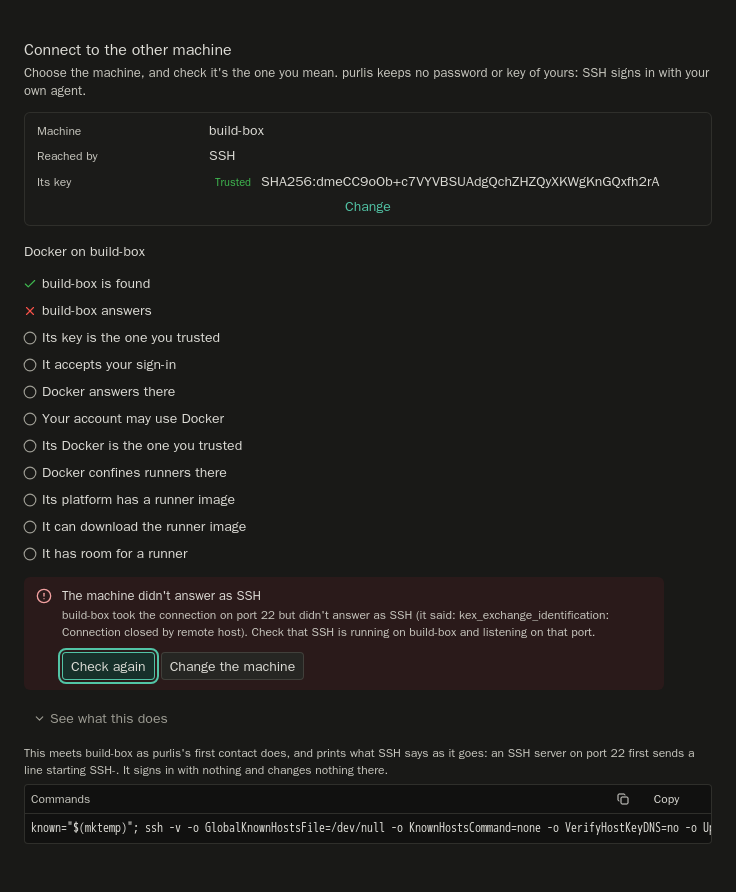 Connect to the other machine
Choose the machine, and check it's the one you mean. purlis keeps no password or key of yours: SSH signs in with your
own agent.
Machine build-box
Reached by SSH
Its key Trusted SHA256:dmeCC9oOb+c7VYVBSUAdgQchZHZQyXKWgKnGQxfh2rA
Change
Docker on build-box
build-box is found
build-box answers
Its key is the one you trusted
It accepts your sign-in
Docker answers there
Your account may use Docker
Its Docker is the one you trusted
Docker confines runners there
Its platform has a runner image
It can download the runner image
It has room for a runner
The machine didn't answer as SSH
build-box took the connection on port 22 but didn't answer as SSH (it said: kex_exchange_identification:
Connection closed by remote host). Check that SSH is running on build-box and listening on that port.
Check again Change the machine
See what this does
This meets build-box as purlis's first contact does, and prints what SSH says as it goes: an SSH server on port 22 first sends a
line starting SSH-. It signs in with nothing and changes nothing there.
Commands Copy
known="$(mktemp)"; ssh -v -o GlobalKnownHostsFile=/dev/null -o KnownHostsCommand=none -o VerifyHostKeyDNS=no -o